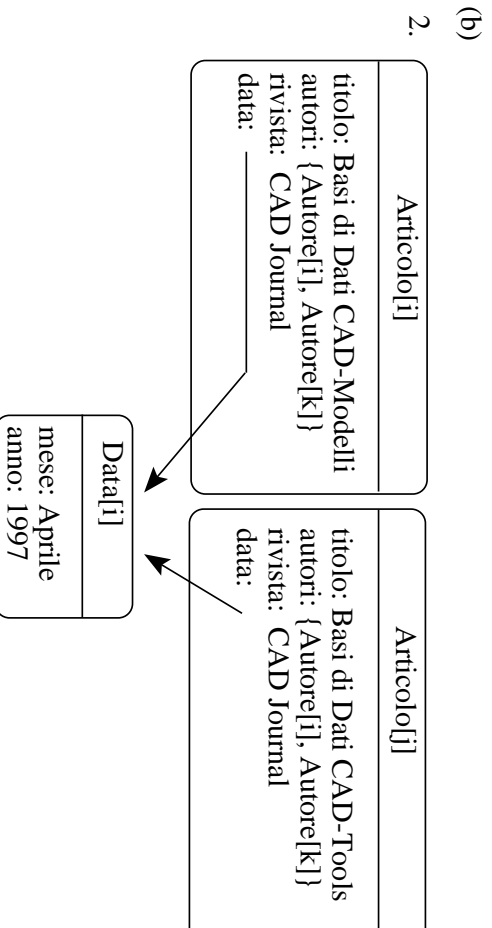 (b)
2.
Articolo[i]
titolo: Basi di Dati CAD-Modelli
autori: {Autore[i], Autore[k]}
rivista: CAD Journal
data:
Articolo[j]
titolo: Basi di Dati CAD-Tools
autori: {Autore[i], Autore[k]}
rivista: CAD Journal
data:
Data[i]
mese: Aprile
anno: 1997